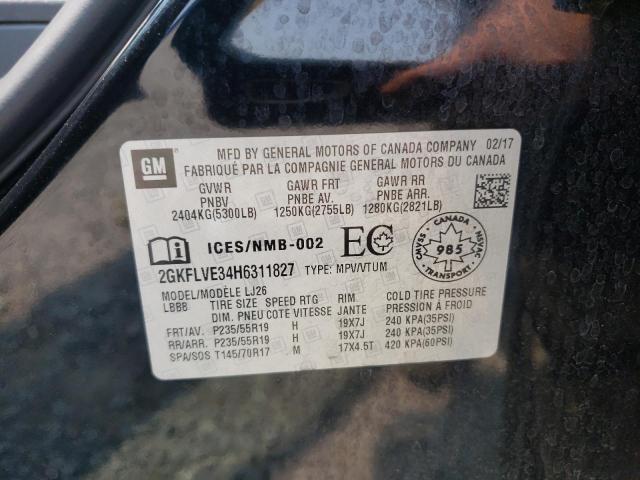 GM
MFD BY GENERAL MOTORS OF CANADA COMPANY 02/17
FABRIQUÉ PAR LA COMPAGNIE GENERAL MOTORS DU CANADA
GVWR GAWR FRT GAWR RR
PNBV PNBE AV. PNBE ARR.
2404KG(5300LB) 1250KG(2755LB) 1280KG(2821LB)
ICES/NMB-002 EC
CANADA
CMVSS 985 NSVAC
TRANSPORT
2GKFLVE34H6311827 TYPE: MPV/VTUM
MODEL/MODÈLE LJ26
LBBB TIRE SIZE SPEED RTG RIM COLD TIRE PRESSURE
DIM. PNEU COTE VITESSE JANTE PRESSION À FROID
FRT/AV. P235/55R19 H 19X7J 240 KPA(35PSI)
RR/ARR. P235/55R19 H 19X7J 240 KPA(35PSI)
SPA/SOS T145/70R17 M 17X4.5T 420 KPA(60PSI)